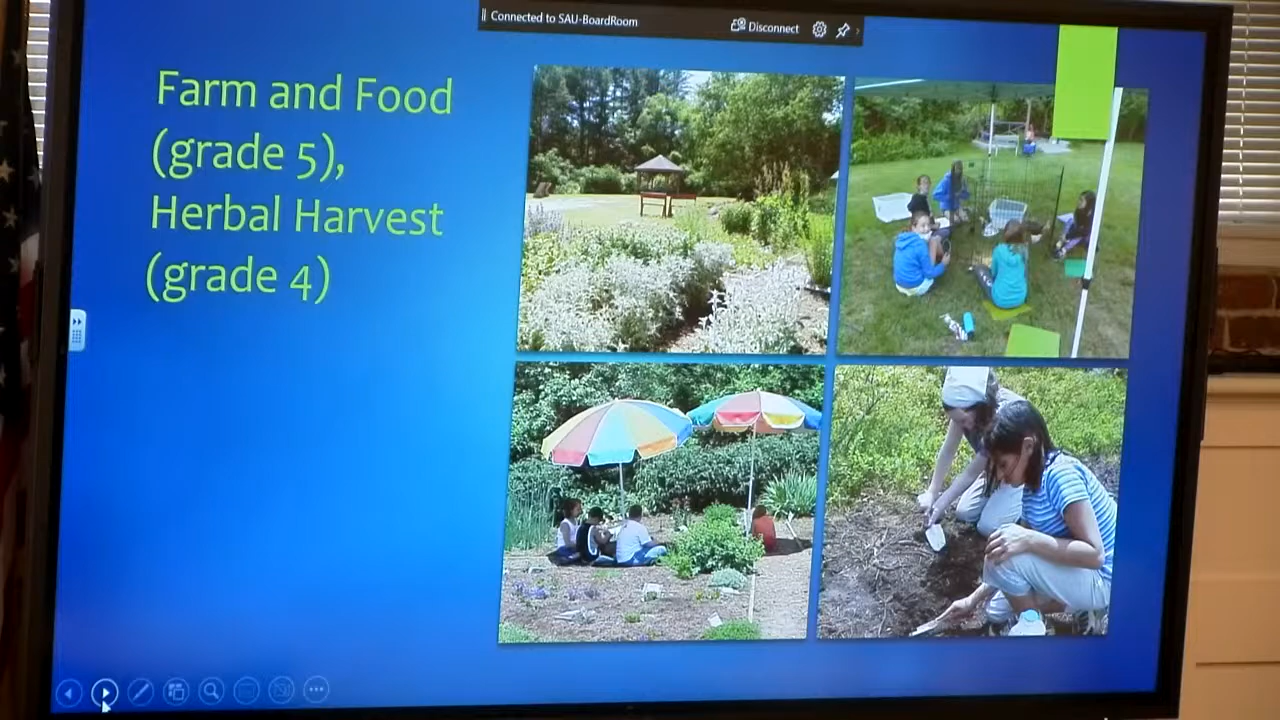 Connected to SAU-BoardRoom
Disconnect
Farm and Food
(grade 5),
Herbal Harvest
(grade 4)